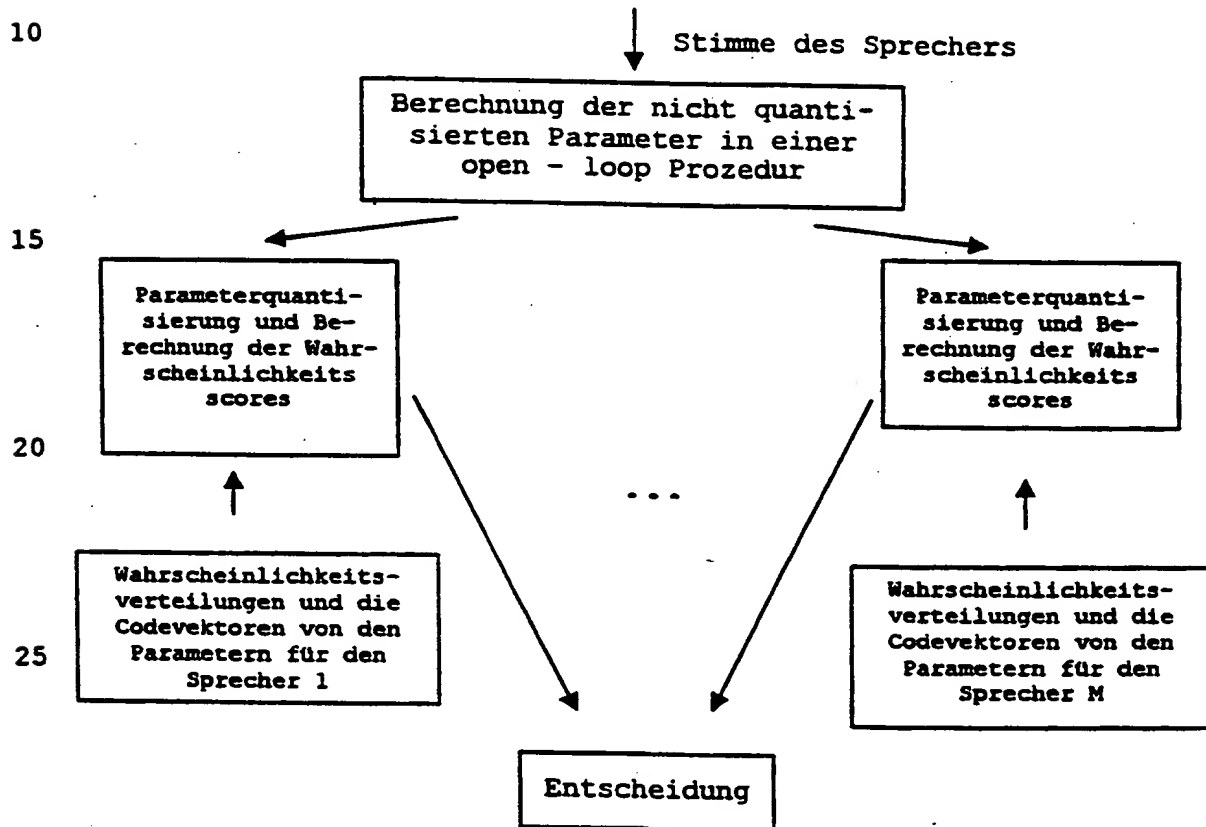 10
Stimme des Sprechers
Berechnung der nicht quanti-
sierten Parameter in einer
open - loop Prozedur
15
Parameterquanti-
sierung und Be-
rechnung der Wahr-
scheinlichkeits
scores
Parameterquanti-
sierung und Be-
rechnung der Wahr-
scheinlichkeits
scores
20
...
Wahrscheinlichkeits-
verteilungen und die
Codevektoren von den
Parametern für den
Sprecher 1
Wahrscheinlichkeits-
verteilungen und die
Codevektoren von den
Parametern für den
Sprecher M
25
Entscheidung